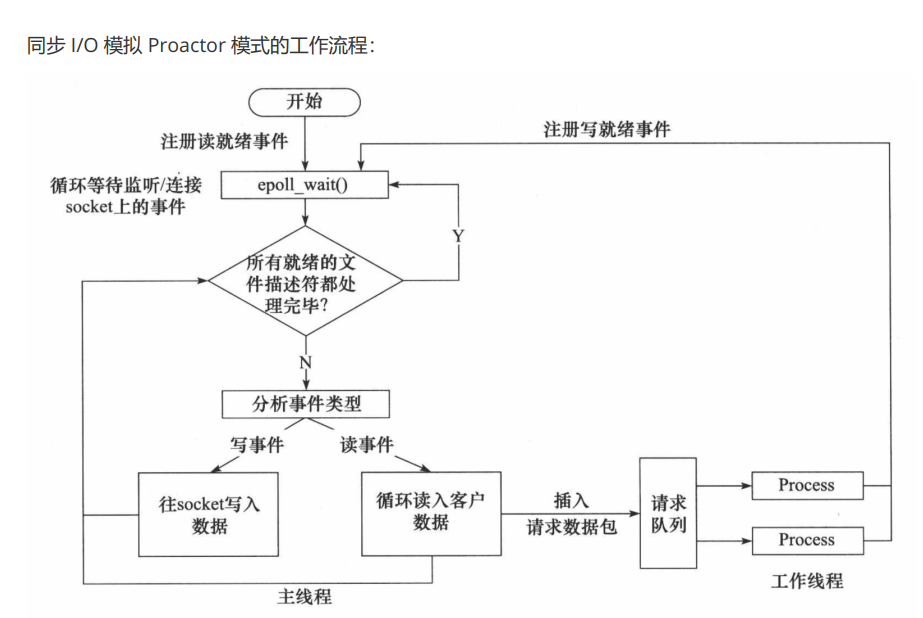 同步 I/O 模拟 Proactor 模式的工作流程：
开始
注册读就绪事件
注册写就绪事件
循环等待监听/连接
socket上的事件
epoll_wait()
Y
所有就绪的文
件描述符都处
理完毕?
N
分析事件类型
写事件
读事件
往socket写入
数据
循环读入客户
数据
插入
请求数据包
请求
队列
Process
Process
工作线程
主线程